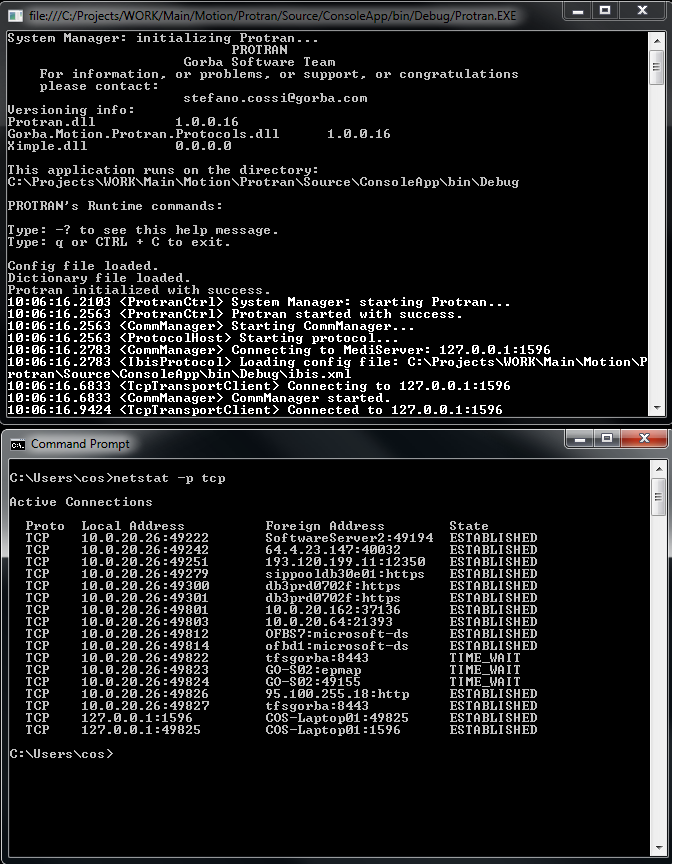 file:///C:/Projects/WORK/Main/Motion/Protran/Source/ConsoleApp/bin/Debug/Protran.EXE
System Manager: initializing Protran...
PROTRAN
Gorba Software Team
For information, or problems, or support, or congratulations
please contact:
stefano.cossi@gorba.com
Versioning info:
Protran.dll 1.0.0.16
Gorba.Motion.Protran.Protocols.dll 1.0.0.16
Ximple.dll 0.0.0.0
This application runs on the directory:
C:\Projects\WORK\Main\Motion\Protran\Source\ConsoleApp\bin\Debug
PROTRAN's Runtime commands:
Type: -? to see this help message.
Type: q or CTRL + C to exit.
Config file loaded.
Dictionary file loaded.
Protran initialized with success.
10:06:16.2103 <ProtranCtrl> System Manager: starting Protran...
10:06:16.2563 <ProtranCtrl> Protran started with success.
10:06:16.2563 <CommManager> Starting CommManager...
10:06:16.2563 <ProtocolHost> Starting protocol...
10:06:16.2783 <CommManager> Connecting to MediServer: 127.0.0.1:1596
10:06:16.2783 <IbisProtocol> Loading config file: C:\Projects\WORK\Main\Motion\P
rotran\Source\ConsoleApp\bin\Debug\ibis.xml
10:06:16.6833 <TcpTransportClient> Connecting to 127.0.0.1:1596
10:06:16.6833 <CommManager> CommManager started.
10:06:16.9424 <TcpTransportClient> Connected to 127.0.0.1:1596
Command Prompt
C:\Users\cos>netstat -p tcp
Active Connections
Proto Local Address Foreign Address State
TCP 10.0.20.26:49222 SoftwareServer2:49194 ESTABLISHED
TCP 10.0.20.26:49242 64.4.23.147:40032 ESTABLISHED
TCP 10.0.20.26:49251 193.120.199.11:12350 ESTABLISHED
TCP 10.0.20.26:49279 sippooldb30e01:https ESTABLISHED
TCP 10.0.20.26:49300 db3prd0702f:https ESTABLISHED
TCP 10.0.20.26:49301 db3prd0702f:https ESTABLISHED
TCP 10.0.20.26:49801 10.0.20.162:37136 ESTABLISHED
TCP 10.0.20.26:49803 10.0.20.64:21393 ESTABLISHED
TCP 10.0.20.26:49812 OFBS7:microsoft-ds ESTABLISHED
TCP 10.0.20.26:49814 ofbd1:microsoft-ds ESTABLISHED
TCP 10.0.20.26:49822 tfsgorba:8443 TIME_WAIT
TCP 10.0.20.26:49823 GO-S02:epmap TIME_WAIT
TCP 10.0.20.26:49824 GO-S02:49155 TIME_WAIT
TCP 10.0.20.26:49826 95.100.255.18:http ESTABLISHED
TCP 10.0.20.26:49827 tfsgorba:8443 ESTABLISHED
TCP 127.0.0.1:1596 COS-Laptop01:49825 ESTABLISHED
TCP 127.0.0.1:49825 COS-Laptop01:1596 ESTABLISHED
C:\Users\cos>